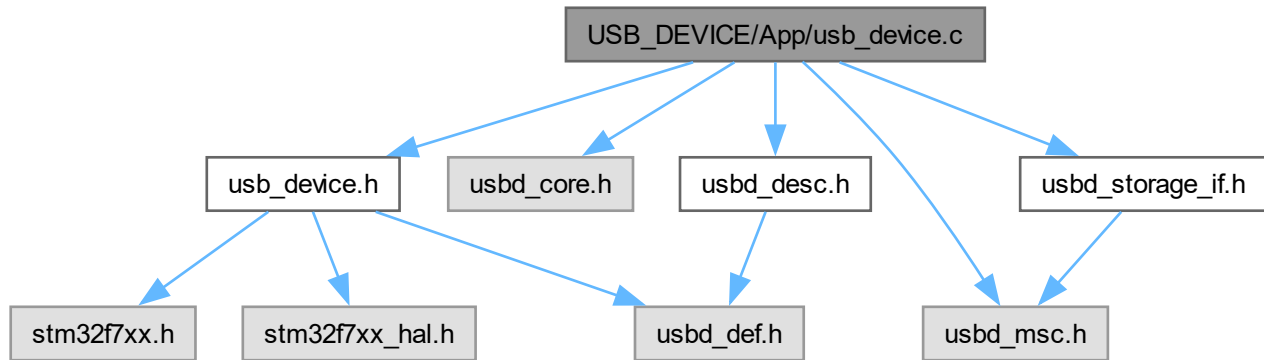 USB_DEVICE/App/usb_device.c
usb_device.h
usbd_core.h
usbd_desc.h
usbd_storage_if.h
stm32f7xx.h
stm32f7xx_hal.h
usbd_def.h
usbd_msc.h